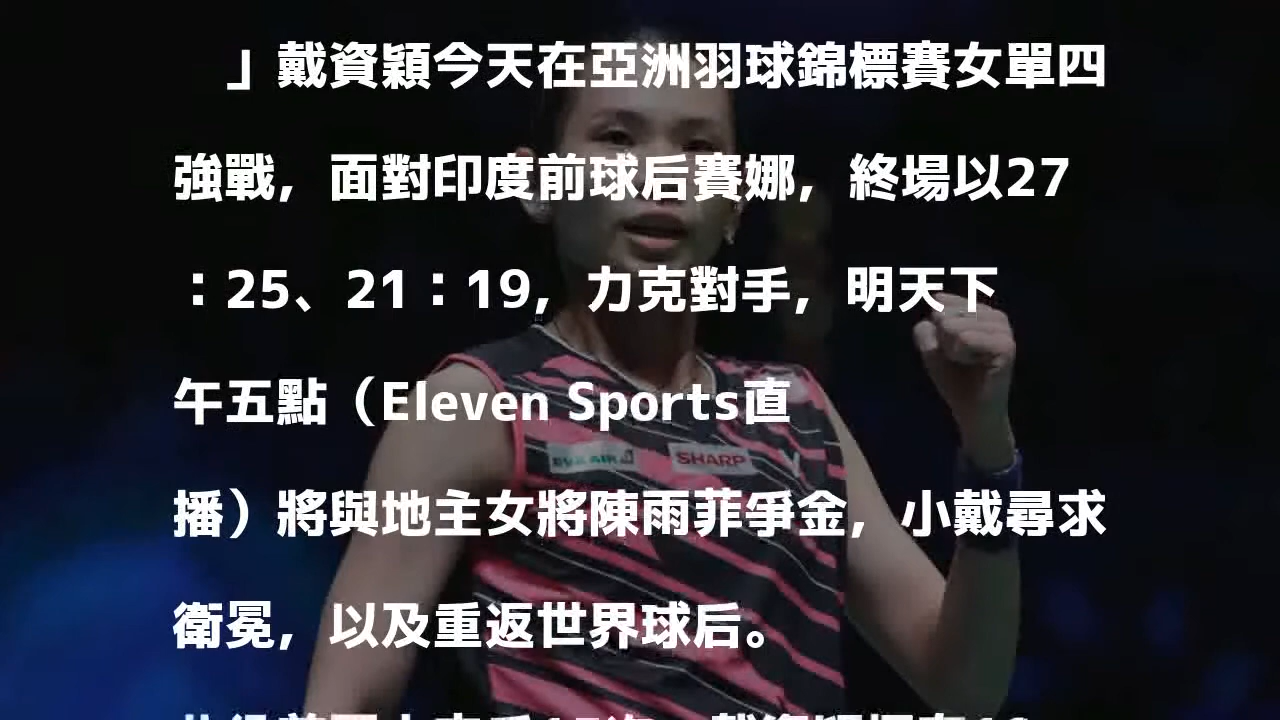 」戴資穎今天在亞洲羽球錦標賽女單四
強戰，面對印度前球后賽娜，終場以27
：25、21：19，力克對手，明天下
午五點（Eleven Sports直
播）將與地主女將陳雨菲爭金，小戴尋求
衛冕，以及重返世界球后。
EVA AIR
SHARP